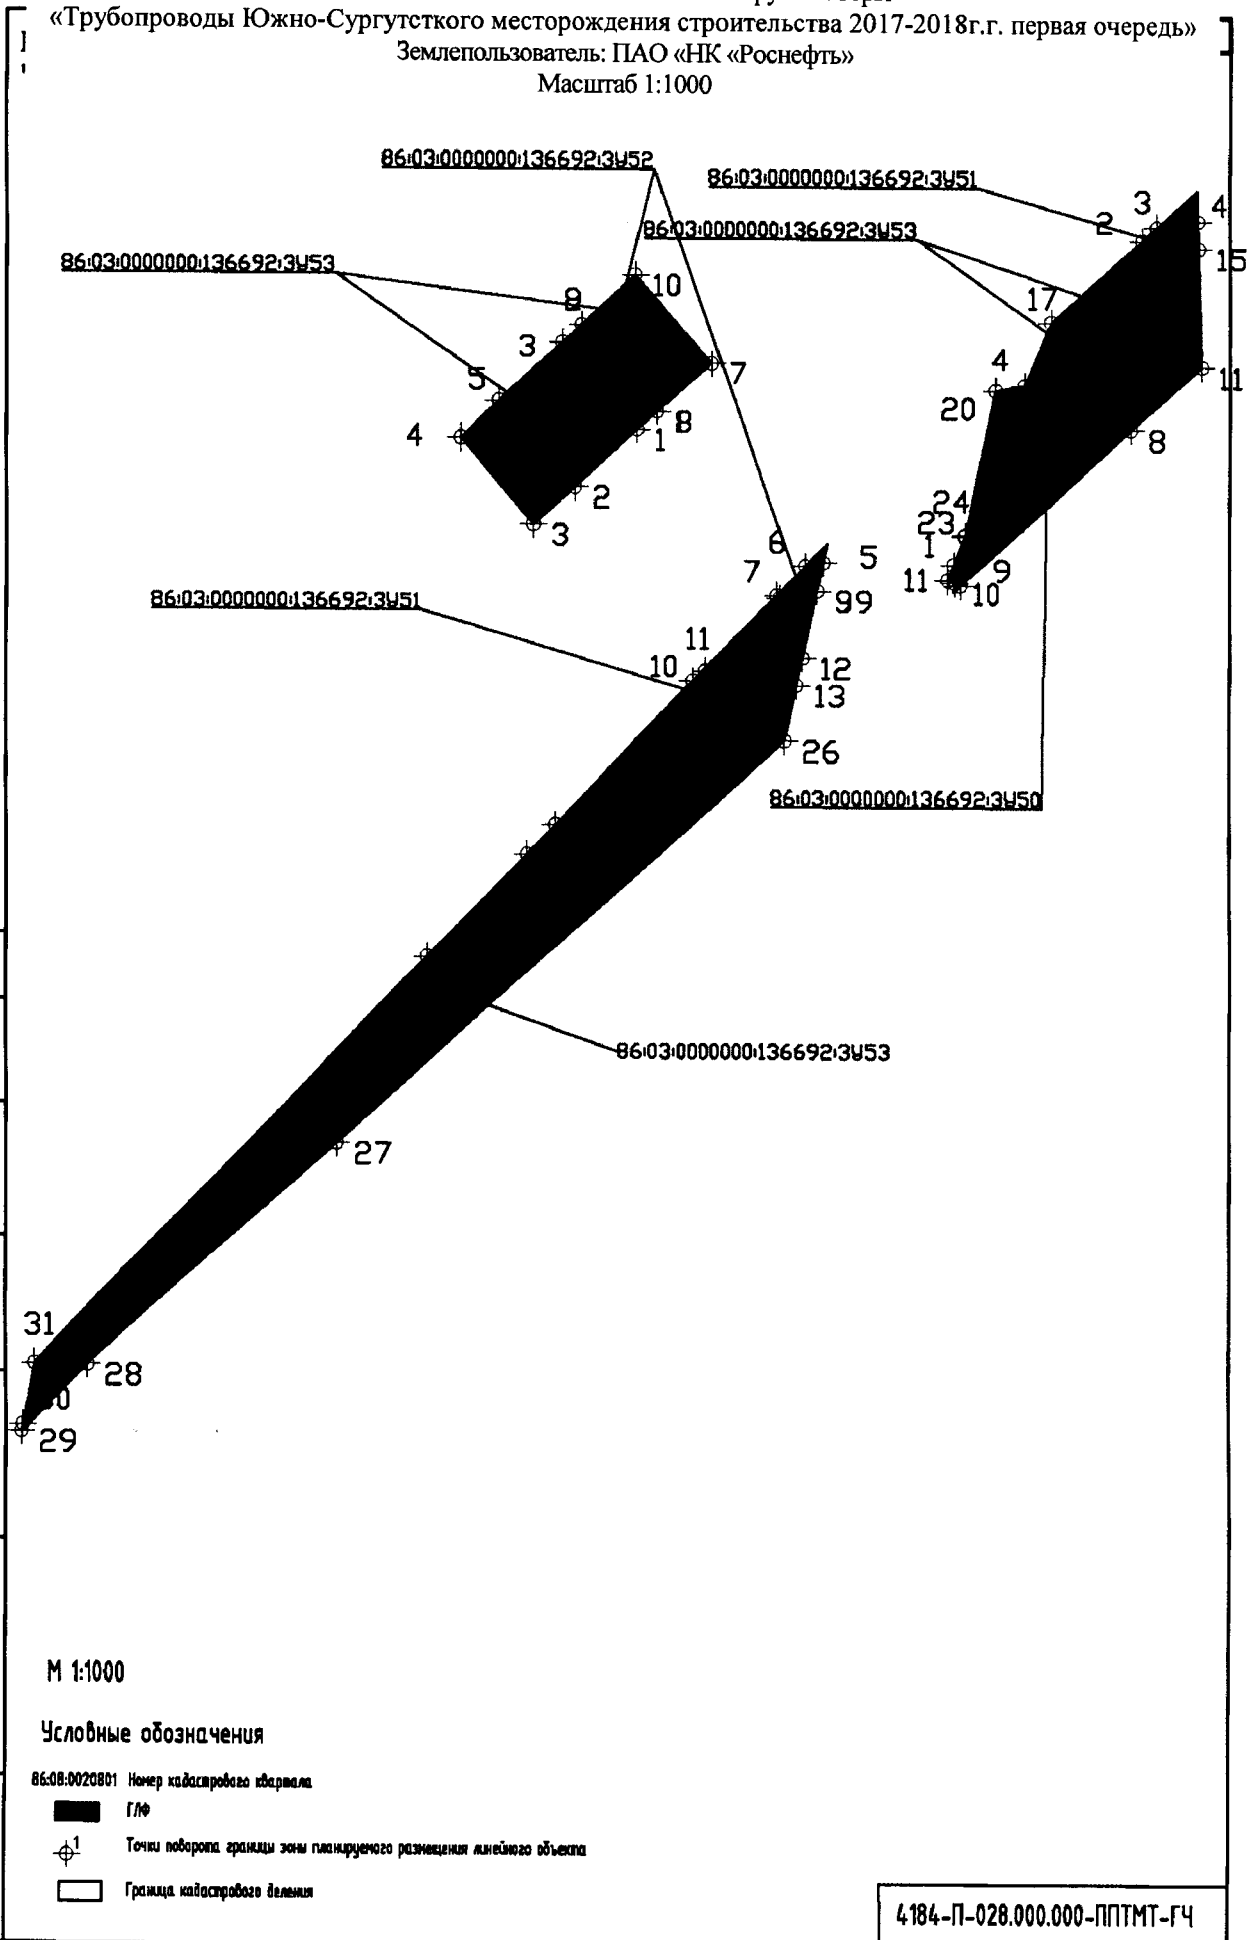 «Трубопроводы Южно-Сургутсткого месторождения строительства 2017-2018г.г. первая очередь»
Землепользователь: ПАО «НК «Роснефть»
Масштаб 1:1000
86:03:0000000:136692:ЗУ52
86:03:0000000:136692:ЗУ51
3
4
2
86:03:0000000:136692:ЗУ53
15
86:03:0000000:136692:ЗУ53
10
9
17
3
7
4
11
5
20
4
8
1
8
2
24
3
23
6
5
1
9
7
11
10
99
86:03:0000000:136692:ЗУ51
11
10
12
13
26
86:03:0000000:136692:ЗУ50
86:03:0000000:136692:ЗУ53
27
31
28
30
29
М 1:1000
Условные обозначения
86:08:0020801 Номер кадастрового квартала
ГЛФ
1
Точки поворота границы зоны планируемого размещения линейного объекта
Граница кадастрового деления
4184-П-028.000.000-ППТМТ-ГЧ